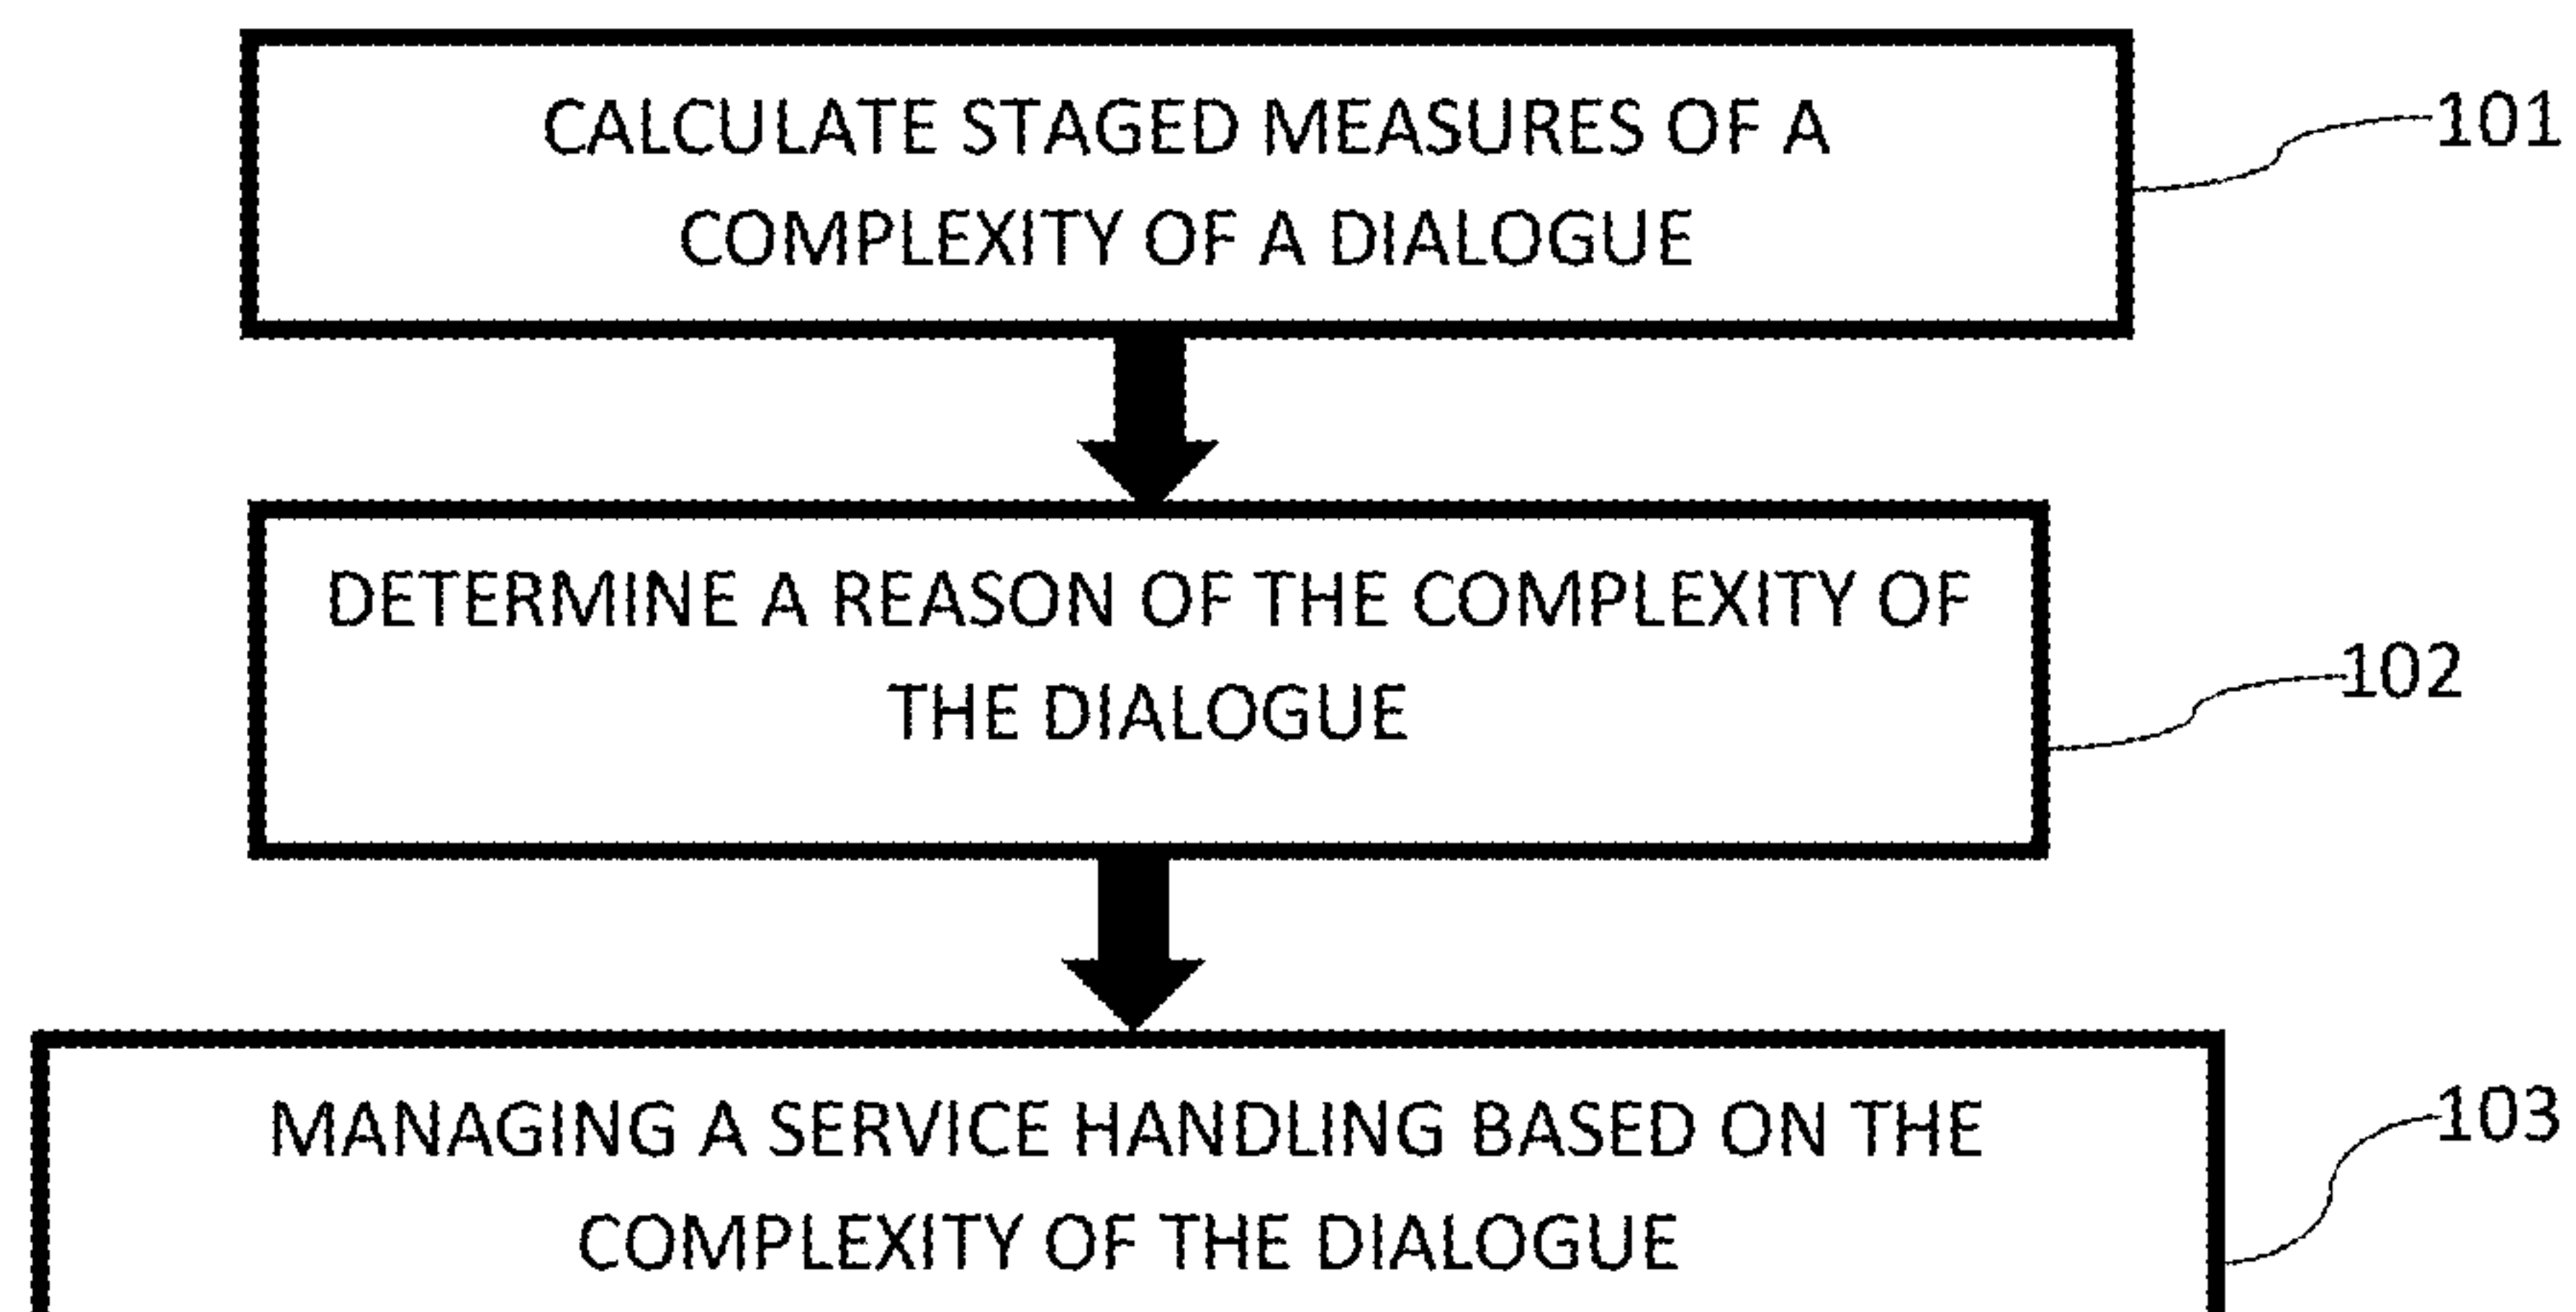 CALCULATE STAGED MEASURES OF A
COMPLEXITY OF A DIALOGUE
101
DETERMINE A REASON OF THE COMPLEXITY OF
THE DIALOGUE
102
MANAGING A SERVICE HANDLING BASED ON THE
COMPLEXITY OF THE DIALOGUE
103